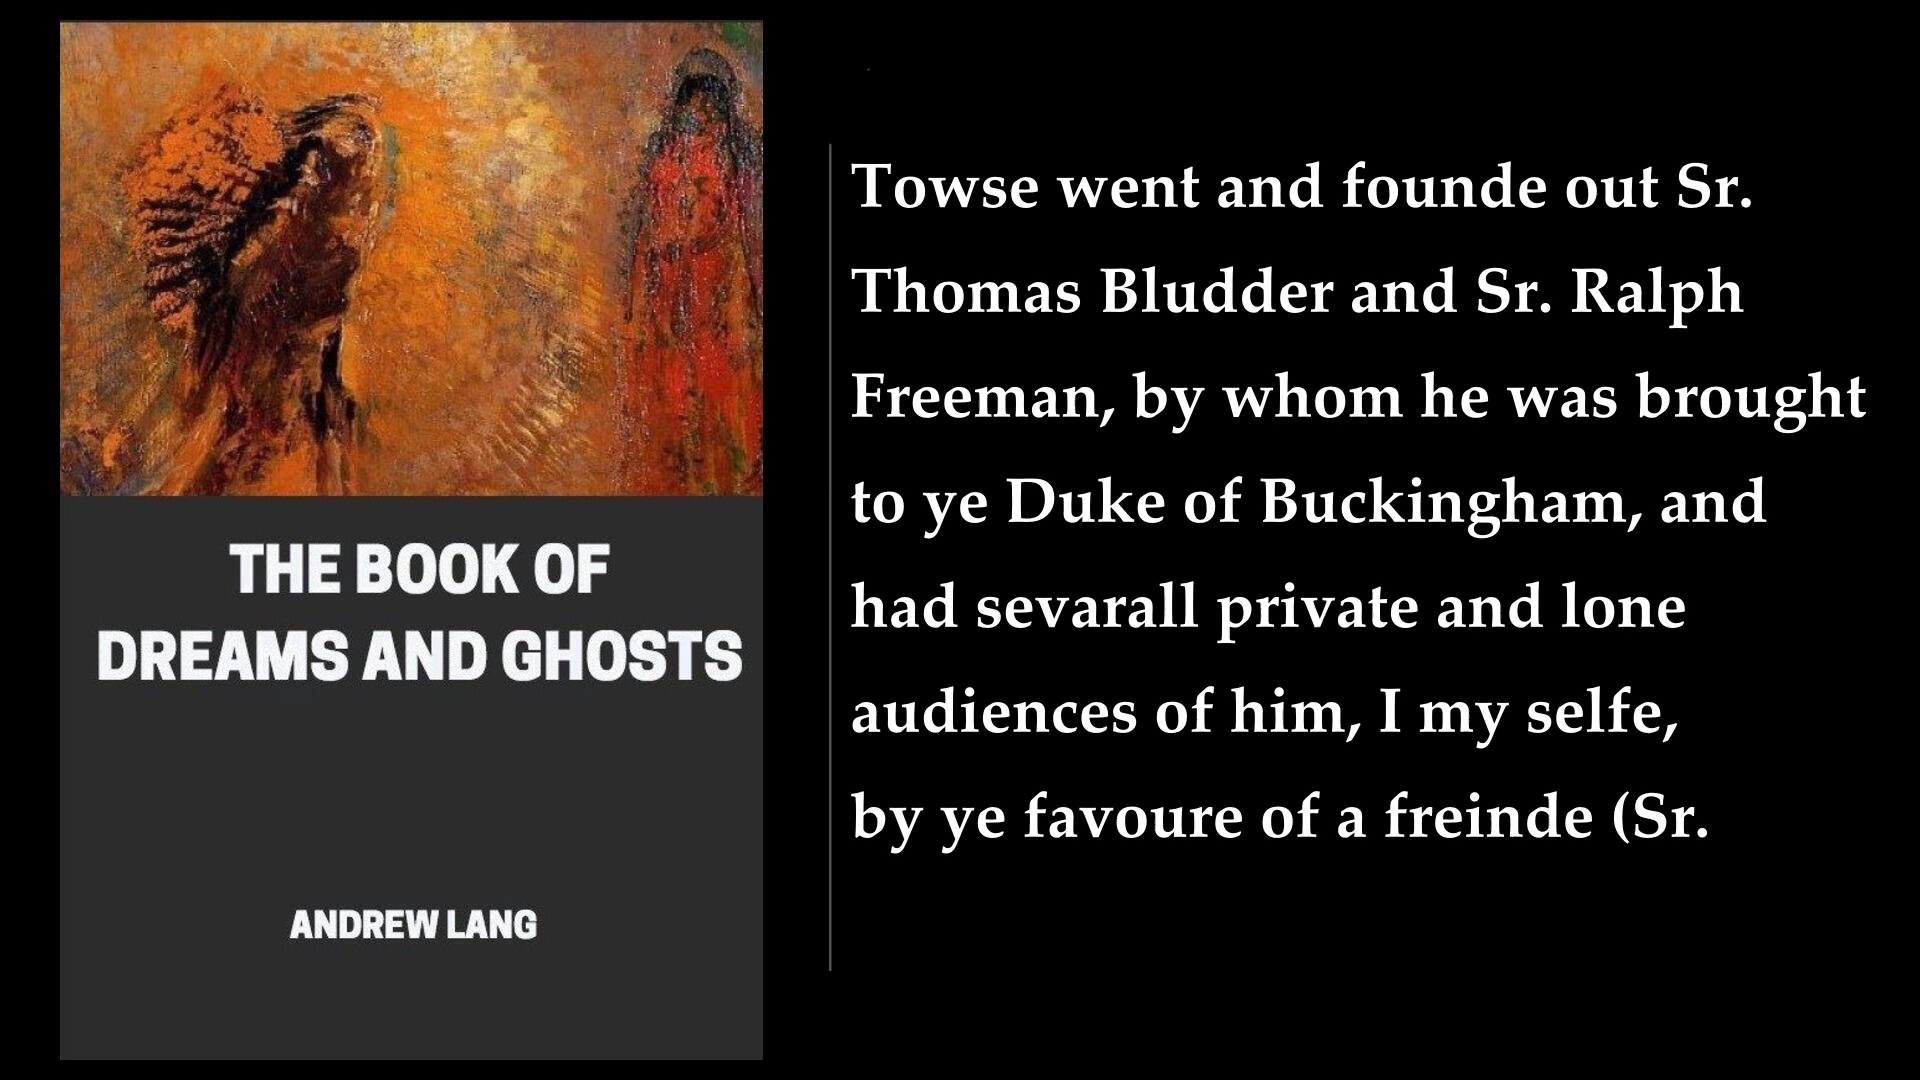 THE BOOK OF
DREAMS AND GHOSTS
ANDREW LANG
Towse went and founde out Sr.
Thomas Bludder and Sr. Ralph
Freeman, by whom he was brought
to ye Duke of Buckingham, and
had sevarall private and lone
audiences of him, I my selfe,
by ye favoure of a freinde (Sr.